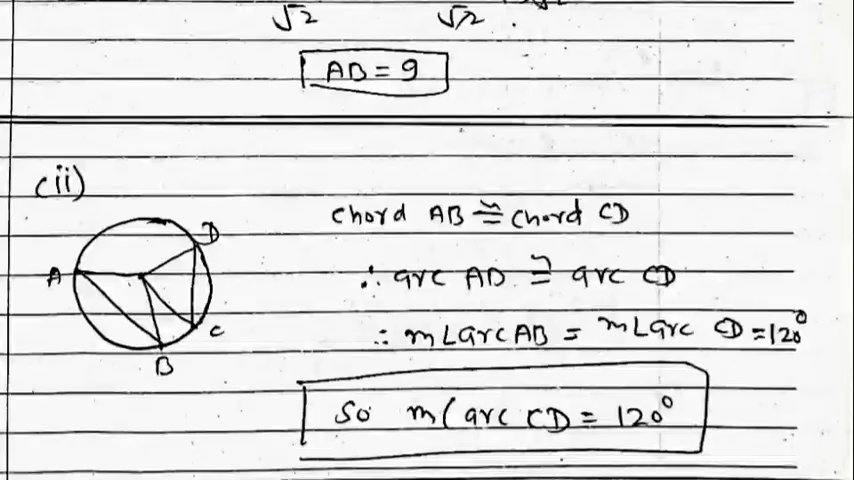 √2 √2 .
AB = 9
(ii)
chord AB ≅ chord CD
∴ arc AD ≅ arc CD
∴ m∠arc AB = m∠arc CD = 120°
So m(arc CD = 120°
A
D
C
B